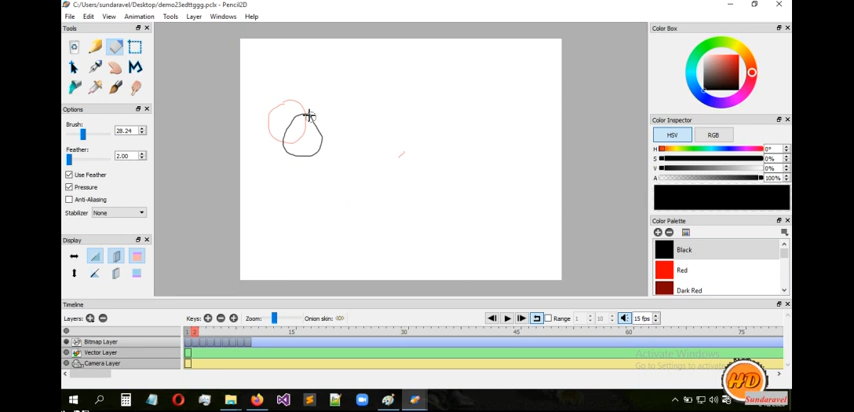 C:/Users/sundaravel/Desktop/demo23edttggg.pclx - Pencil2D
File Edit View Animation Tools Layer Windows Help
Tools
Options
Brush:
28.24
Feather:
2.00
Use Feather
Pressure
Anti-Aliasing
Stabilizer None
Display
Color Box
Color Inspector
HSV RGB
H 0°
S 0%
V 0%
A 100%
Color Palette
Black
Red
Dark Red
Timeline
Layers: Keys: Zoom: Onion skin: Range 1 10 15 fps
1 2 15 30 45 60 75
Bitmap Layer
Vector Layer
Camera Layer
Activate Windows
Go to Settings to activate
HD
Sundaravel